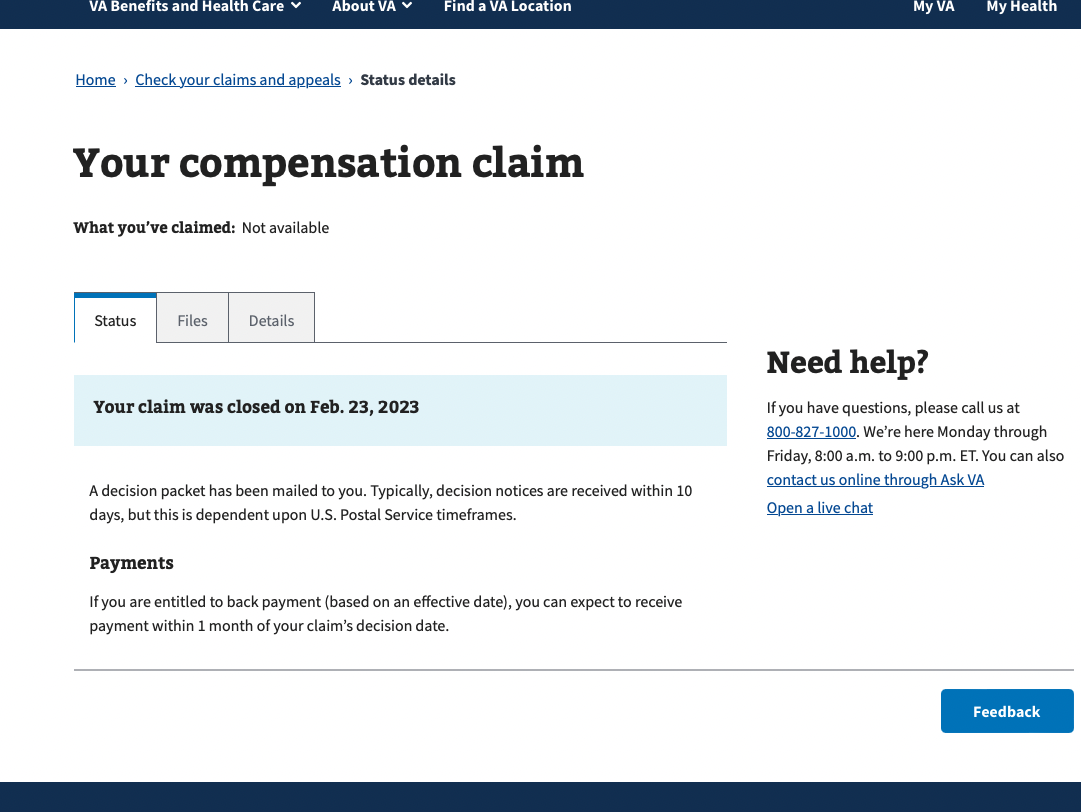 VA Benefits and Health Care About VA Find a VA Location My VA My Health
Home › Check your claims and appeals › Status details
Your compensation claim
What you’ve claimed: Not available
Status Files Details
Your claim was closed on Feb. 23, 2023
A decision packet has been mailed to you. Typically, decision notices are received within 10
days, but this is dependent upon U.S. Postal Service timeframes.
Payments
If you are entitled to back payment (based on an effective date), you can expect to receive
payment within 1 month of your claim’s decision date.
Need help?
If you have questions, please call us at
800-827-1000. We’re here Monday through
Friday, 8:00 a.m. to 9:00 p.m. ET. You can also
contact us online through Ask VA
Open a live chat
Feedback